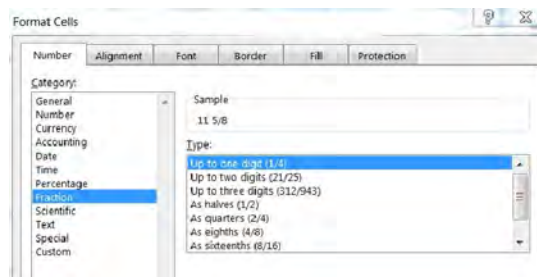 Format Cells
Number Alignment Font Border Fill Protection
Category:
General
Number
Currency
Accounting
Date
Time
Percentage
Fraction
Scientific
Text
Special
Custom
Sample
11 5/8
Type:
Up to one digit (1/4)
Up to two digits (21/25)
Up to three digits (312/943)
As halves (1/2)
As quarters (2/4)
As eighths (4/8)
As sixteenths (8/16)